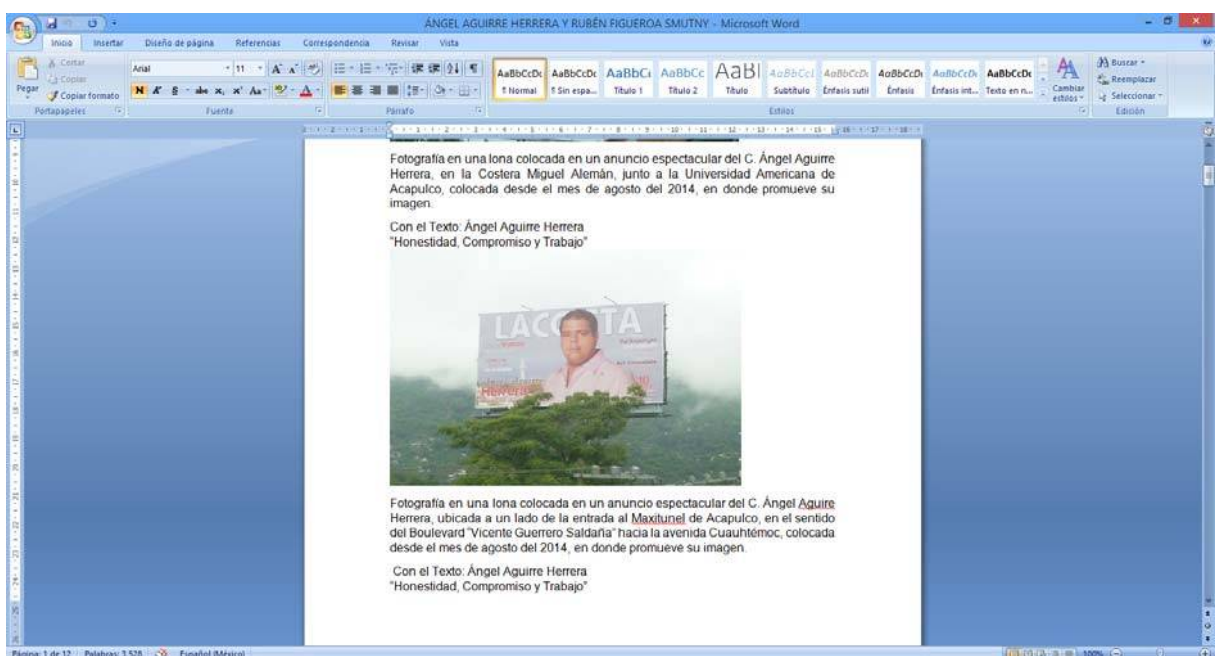 ÁNGEL AGUIRRE HERRERA Y RUBÉN FIGUEROA SMUTNY - Microsoft Word
Inicio Insertar Diseño de página Referencias Correspondencia Revisar Vista
Pegar
Cortar
Copiar
Copiar formato
Portapapeles
Arial 11
Fuente
Párrafo
AaBbCcDc AaBbCcDc AaBbC AaBbCc AaBl AaBbCcl AaBbCcDi AaBbCcDi AaBbCcDi AaBbCcDc
¶ Normal ¶ Sin espa... Título 1 Título 2 Título Subtítulo Énfasis sutil Énfasis Énfasis int... Texto en n...
Cambiar estilos
Estilos
Buscar
Reemplazar
Seleccionar
Edición
Fotografía en una lona colocada en un anuncio espectacular del C. Ángel Aguirre
Herrera, en la Costera Miguel Alemán, junto a la Universidad Americana de
Acapulco, colocada desde el mes de agosto del 2014, en donde promueve su
imagen.
Con el Texto: Ángel Aguirre Herrera
"Honestidad, Compromiso y Trabajo"
Herrera
Fotografía en una lona colocada en un anuncio espectacular del C. Ángel Aguire
Herrera, ubicada a un lado de la entrada al Maxitunel de Acapulco, en el sentido
del Boulevard "Vicente Guerrero Saldaña" hacia la avenida Cuauhtémoc, colocada
desde el mes de agosto del 2014, en donde promueve su imagen.
Con el Texto: Ángel Aguirre Herrera
"Honestidad, Compromiso y Trabajo"
Página: 1 de 12 Palabras: 3,528 Español (México) 100%